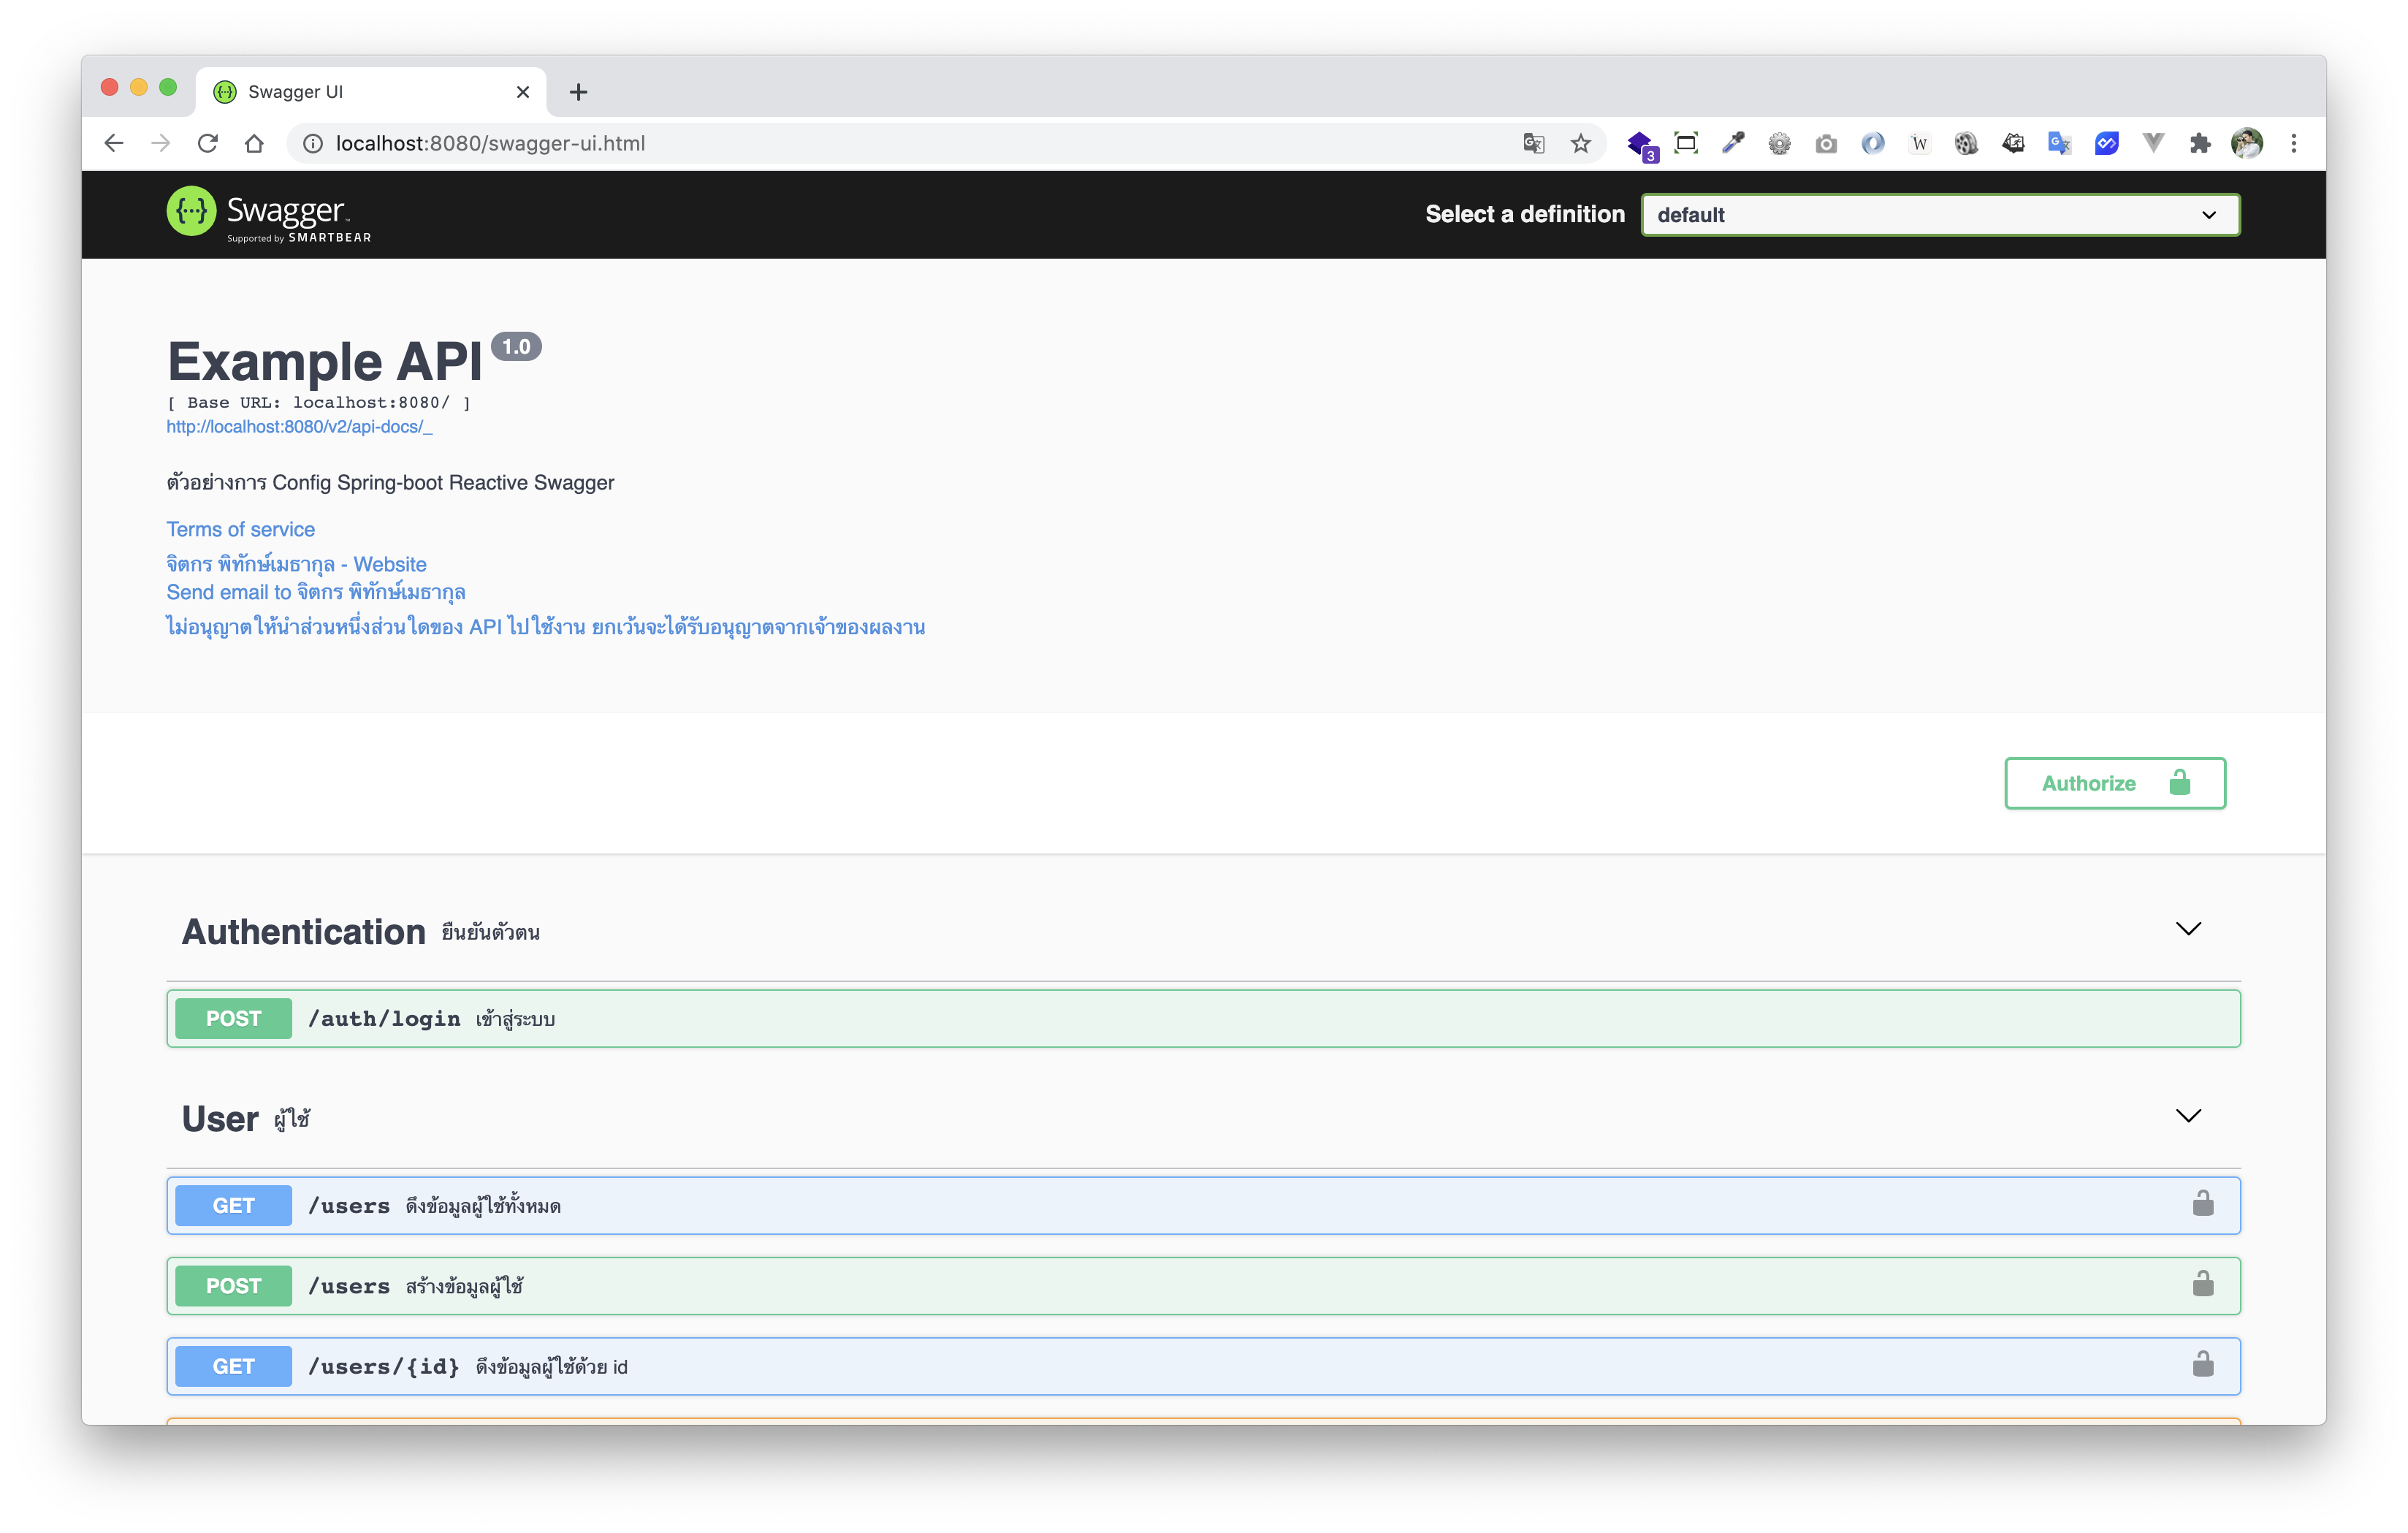 Swagger UI
localhost:8080/swagger-ui.html
3
W
Swagger
Supported by SMARTBEAR
Select a definition
default
Example API 1.0
[ Base URL: localhost:8080/ ]
http://localhost:8080/v2/api-docs/_
ตัวอย่างการ Config Spring-boot Reactive Swagger
Terms of service
จิตกร พิทักษ์เมธากุล - Website
Send email to จิตกร พิทักษ์เมธากุล
ไม่อนุญาตให้นำส่วนหนึ่งส่วนใดของ API ไปใช้งาน ยกเว้นจะได้รับอนุญาตจากเจ้าของผลงาน
Authorize
Authentication ยืนยันตัวตน
POST /auth/login เข้าสู่ระบบ
User ผู้ใช้
GET /users ดึงข้อมูลผู้ใช้ทั้งหมด
POST /users สร้างข้อมูลผู้ใช้
GET /users/{id} ดึงข้อมูลผู้ใช้ด้วย id